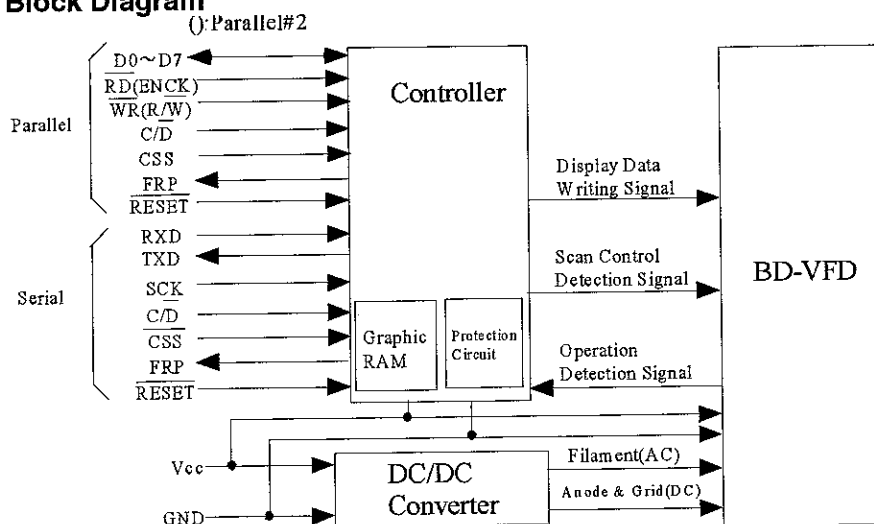 Block Diagram
():Parallel#2
D0～D7
RD(ENCK)
WR(R/W)
C/D
CSS
FRP
RESET
Parallel
RXD
TXD
SCK
C/D
CSS
FRP
RESET
Serial
Vcc
GND
Controller
Graphic
RAM
Protection
Circuit
DC/DC
Converter
Display Data
Writing Signal
Scan Control
Detection Signal
Operation
Detection Signal
Filament(AC)
Anode & Grid(DC)
BD-VFD